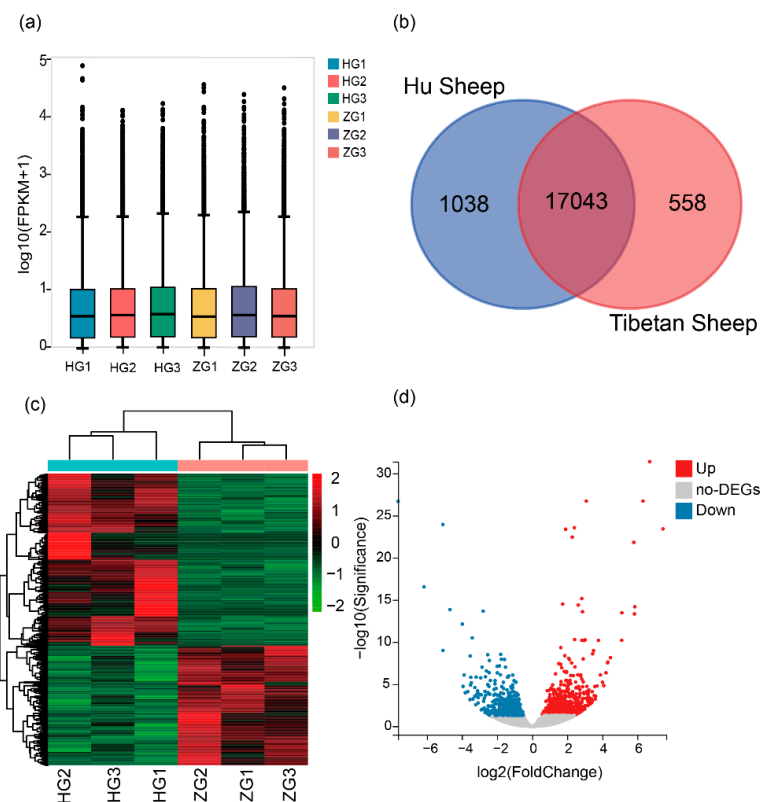 (a)
5
4
3
2
1
0
log10(FPKM+1)
HG1
HG2
HG3
ZG1
ZG2
ZG3
HG1
HG2
HG3
ZG1
ZG2
ZG3
(b)
Hu Sheep
1038
17043
558
Tibetan Sheep
(c)
2
1
0
−1
−2
HG2
HG3
HG1
ZG2
ZG1
ZG3
(d)
30
25
20
15
10
5
0
−log10(Significance)
−6
−4
−2
0
2
4
6
log2(FoldChange)
Up
no-DEGs
Down